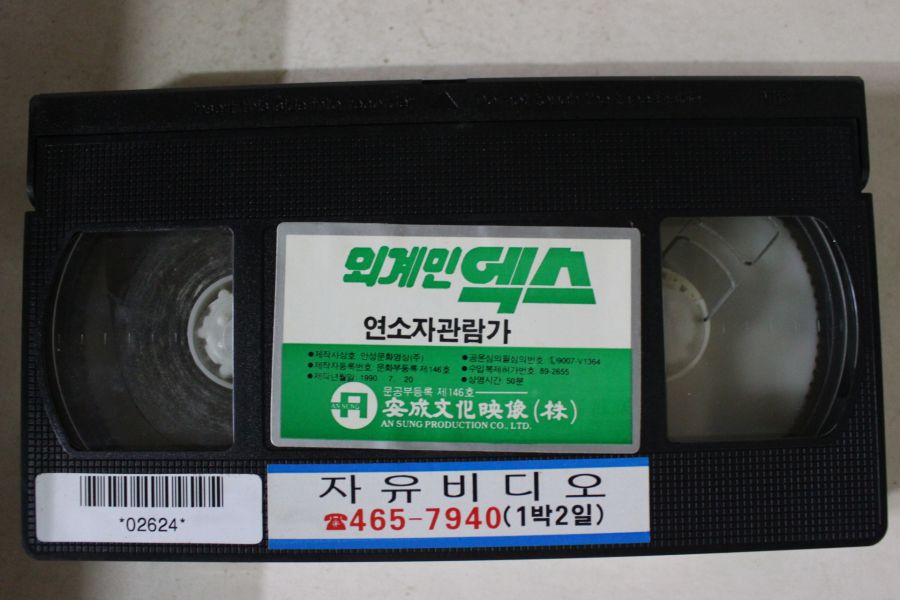 외계인 엑스
연소자관람가
●제작사상호: 안성문화영상(주)
●제작자등록번호: 문화부등록 제146호
●제작년월일: 1990. 7. 20
●공온심의필심의번호: 9007-V1364
●수입복제허가번호: 89-2655
●상영시간: 50분
문공부등록 제146호
AN SUNG
安成文化映像(株)
AN SUNG PRODUCTION CO., LTD.
*02624*
자유비디오
☎465-7940(1박2일)